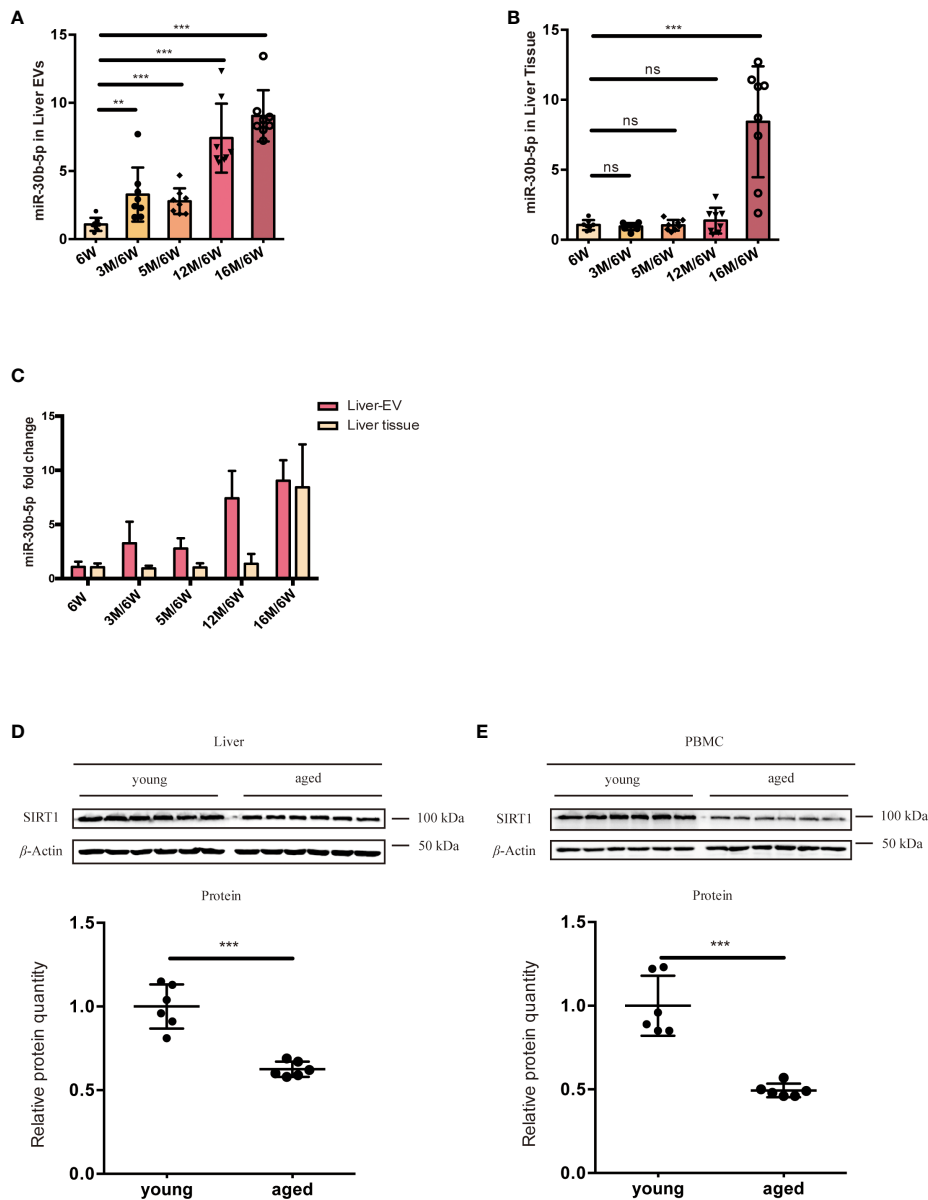 A
miR-30b-5p in Liver EVs
15
10
5
0
***
***
***
**
6W
3M/6W
5M/6W
12M/6W
16M/6W
B
miR-30b-5p in Liver Tissue
15
10
5
0
***
ns
ns
ns
6W
3M/6W
5M/6W
12M/6W
16M/6W
C
miR-30b-5p fold change
15
10
5
0
Liver-EV
Liver tissue
6W
3M/6W
5M/6W
12M/6W
16M/6W
D
Liver
young aged
SIRT1 100 kDa
β-Actin 50 kDa
Protein
Relative protein quantity
1.5
1.0
0.5
0.0
***
young aged
E
PBMC
young aged
SIRT1 100 kDa
β-Actin 50 kDa
Protein
Relative protein quantity
1.5
1.0
0.5
0.0
***
young aged